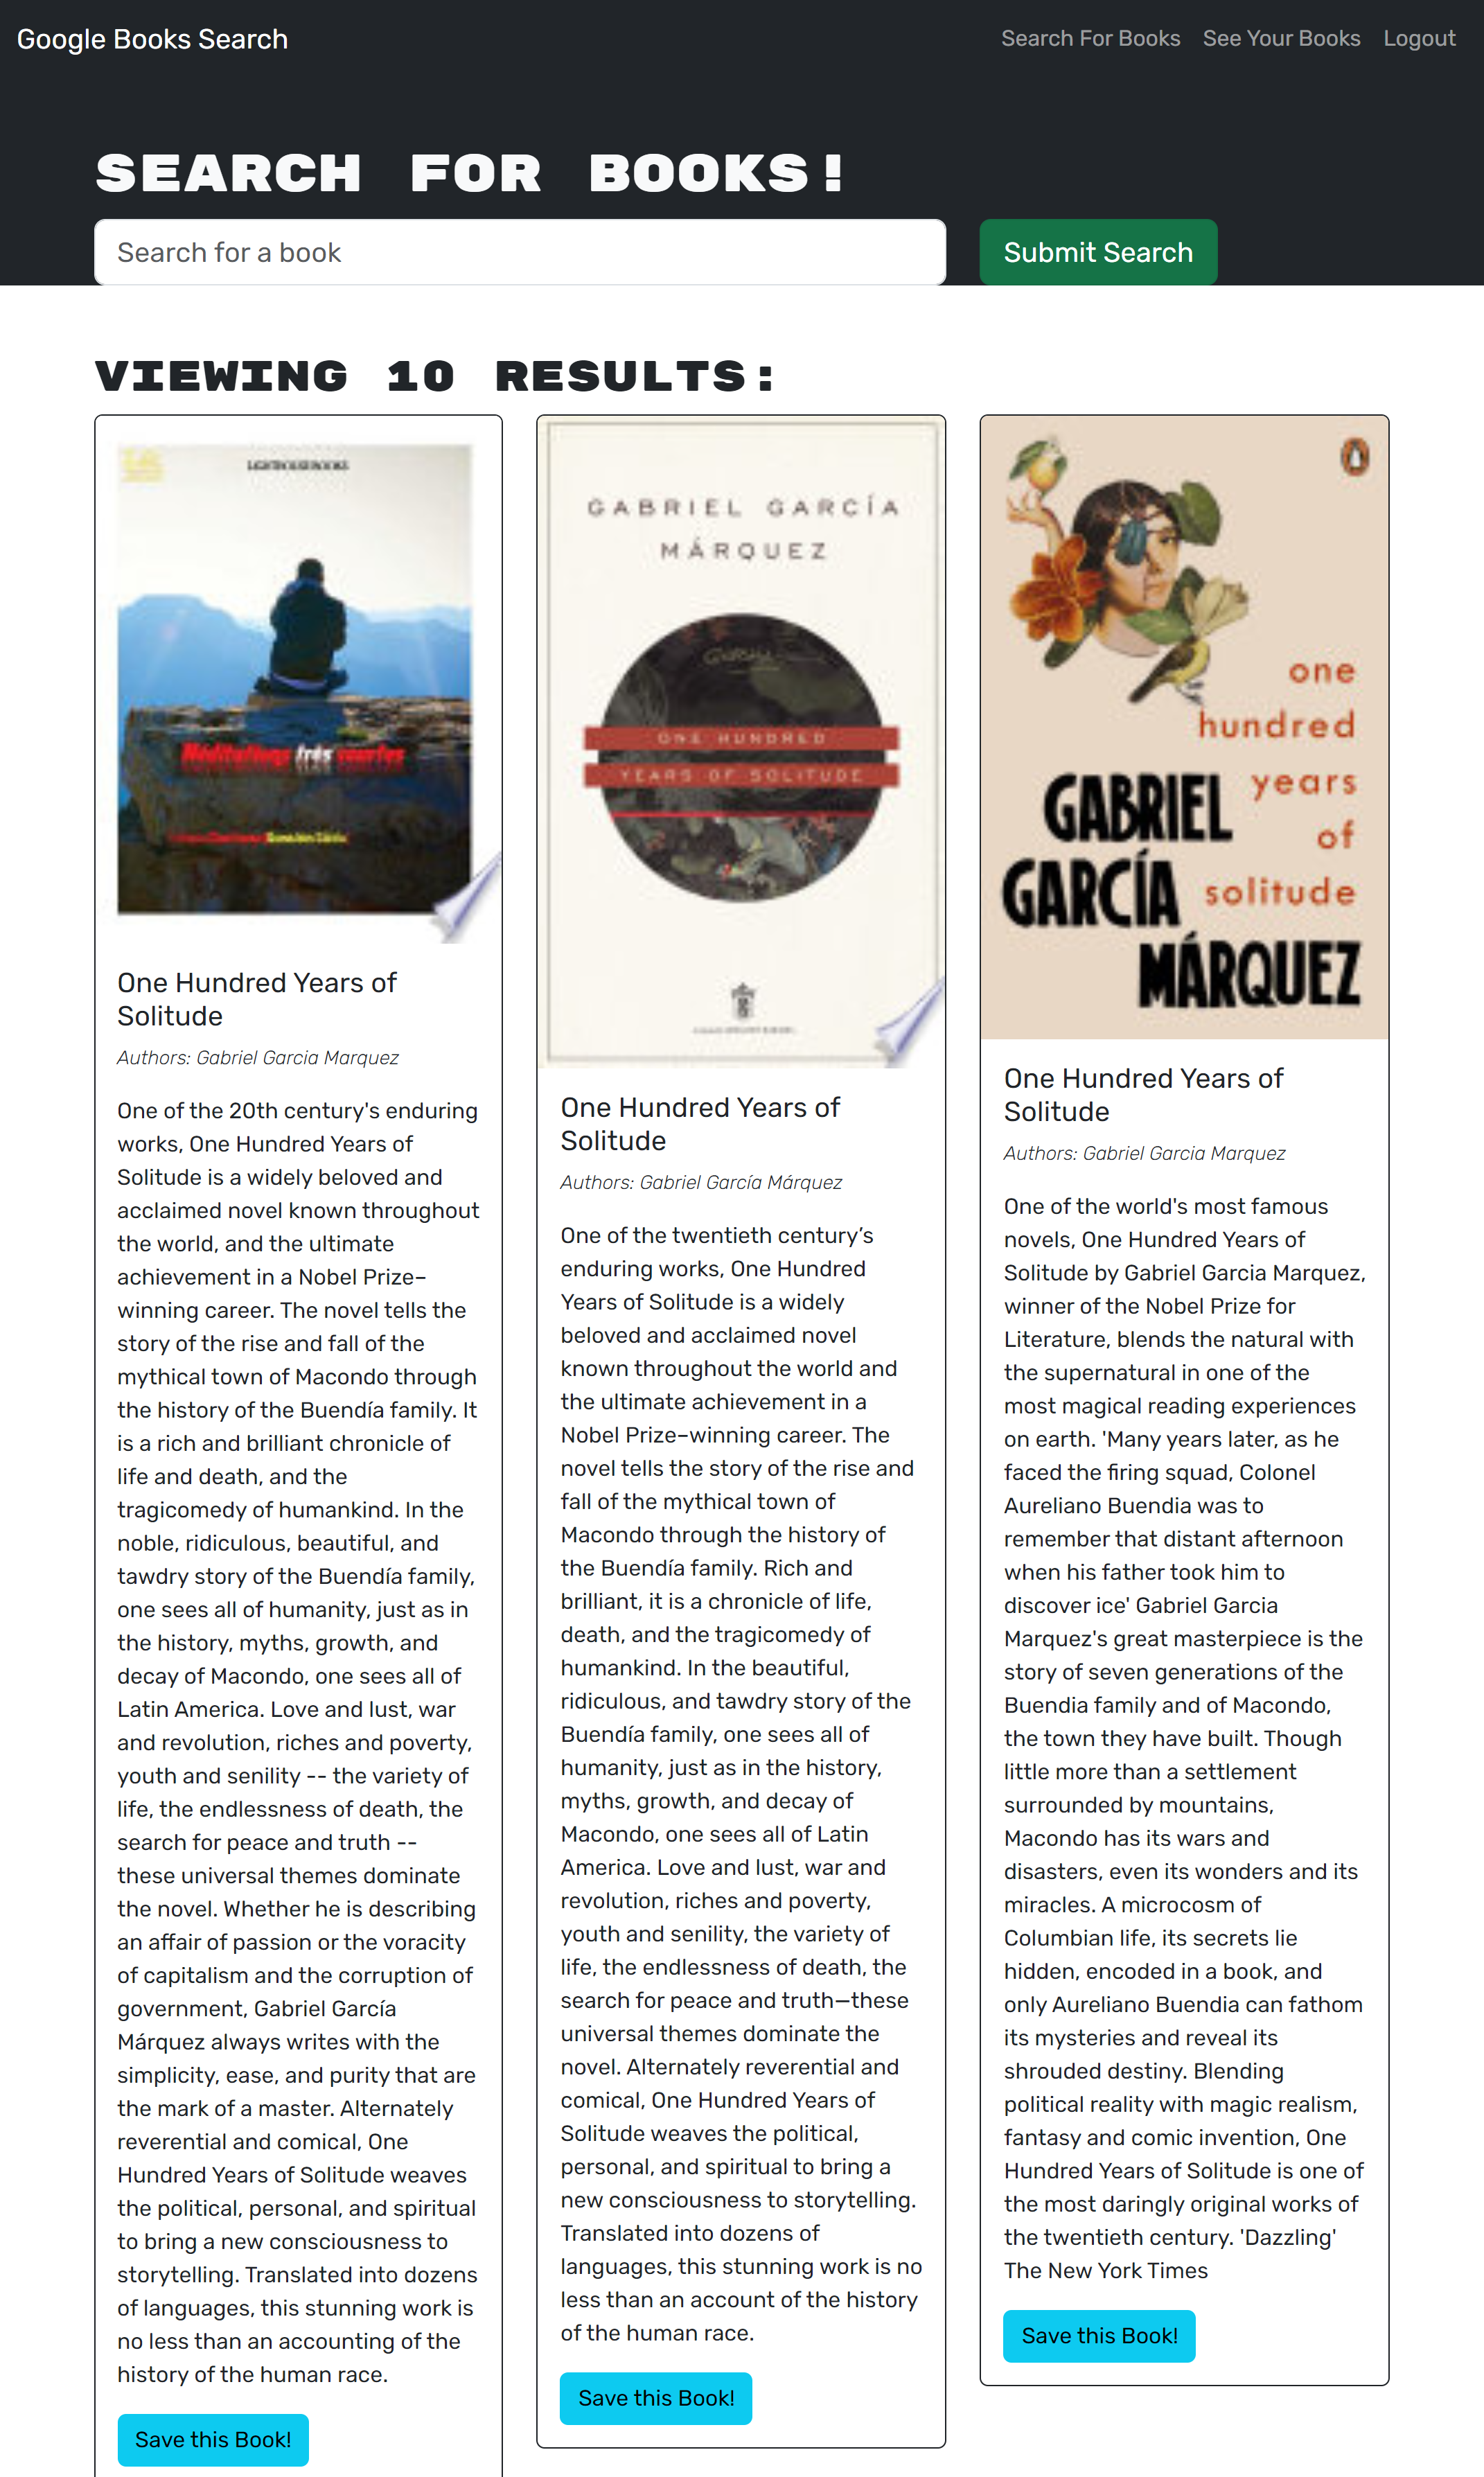 Google Books Search
Search For Books
See Your Books
Logout
SEARCH FOR BOOKS!
Search for a book
Submit Search
VIEWING 10 RESULTS:
LIGHTHOUSE BOOKS
Méditations très courtes
One Hundred Years of
Solitude
Authors: Gabriel Garcia Marquez
One of the 20th century's enduring
works, One Hundred Years of
Solitude is a widely beloved and
acclaimed novel known throughout
the world, and the ultimate
achievement in a Nobel Prize–
winning career. The novel tells the
story of the rise and fall of the
mythical town of Macondo through
the history of the Buendía family. It
is a rich and brilliant chronicle of
life and death, and the
tragicomedy of humankind. In the
noble, ridiculous, beautiful, and
tawdry story of the Buendía family,
one sees all of humanity, just as in
the history, myths, growth, and
decay of Macondo, one sees all of
Latin America. Love and lust, war
and revolution, riches and poverty,
youth and senility -- the variety of
life, the endlessness of death, the
search for peace and truth --
these universal themes dominate
the novel. Whether he is describing
an affair of passion or the voracity
of capitalism and the corruption of
government, Gabriel García
Márquez always writes with the
simplicity, ease, and purity that are
the mark of a master. Alternately
reverential and comical, One
Hundred Years of Solitude weaves
the political, personal, and spiritual
to bring a new consciousness to
storytelling. Translated into dozens
of languages, this stunning work is
no less than an accounting of the
history of the human race.
Save this Book!
GABRIEL GARCÍA
MÁRQUEZ
ONE HUNDRED
YEARS OF SOLITUDE
One Hundred Years of
Solitude
Authors: Gabriel García Márquez
One of the twentieth century’s
enduring works, One Hundred
Years of Solitude is a widely
beloved and acclaimed novel
known throughout the world and
the ultimate achievement in a
Nobel Prize–winning career. The
novel tells the story of the rise and
fall of the mythical town of
Macondo through the history of
the Buendía family. Rich and
brilliant, it is a chronicle of life,
death, and the tragicomedy of
humankind. In the beautiful,
ridiculous, and tawdry story of the
Buendía family, one sees all of
humanity, just as in the history,
myths, growth, and decay of
Macondo, one sees all of Latin
America. Love and lust, war and
revolution, riches and poverty,
youth and senility, the variety of
life, the endlessness of death, the
search for peace and truth—these
universal themes dominate the
novel. Alternately reverential and
comical, One Hundred Years of
Solitude weaves the political,
personal, and spiritual to bring a
new consciousness to storytelling.
Translated into dozens of
languages, this stunning work is no
less than an account of the history
of the human race.
Save this Book!
one
hundred
years
of
solitude
GABRIEL
GARCÍA
MÁRQUEZ
One Hundred Years of
Solitude
Authors: Gabriel Garcia Marquez
One of the world's most famous
novels, One Hundred Years of
Solitude by Gabriel Garcia Marquez,
winner of the Nobel Prize for
Literature, blends the natural with
the supernatural in one of the
most magical reading experiences
on earth. 'Many years later, as he
faced the firing squad, Colonel
Aureliano Buendia was to
remember that distant afternoon
when his father took him to
discover ice' Gabriel Garcia
Marquez's great masterpiece is the
story of seven generations of the
Buendia family and of Macondo,
the town they have built. Though
little more than a settlement
surrounded by mountains,
Macondo has its wars and
disasters, even its wonders and its
miracles. A microcosm of
Columbian life, its secrets lie
hidden, encoded in a book, and
only Aureliano Buendia can fathom
its mysteries and reveal its
shrouded destiny. Blending
political reality with magic realism,
fantasy and comic invention, One
Hundred Years of Solitude is one of
the most daringly original works of
the twentieth century. 'Dazzling'
The New York Times
Save this Book!